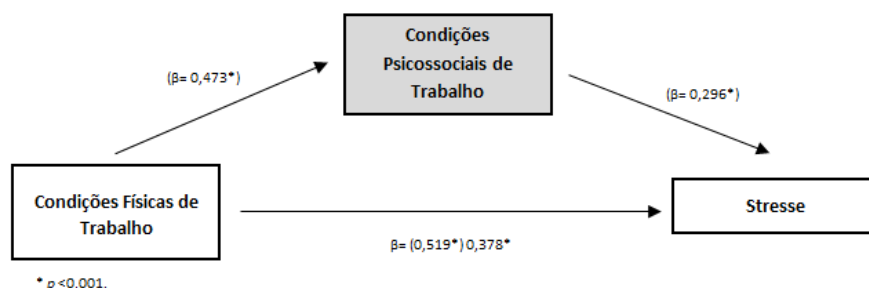 Condições
Psicossociais de
Trabalho
(β= 0,473*)
(β= 0,296*)
Condições Físicas de
Trabalho
Stresse
β= (0,519*) 0,378*
* p <0.001.